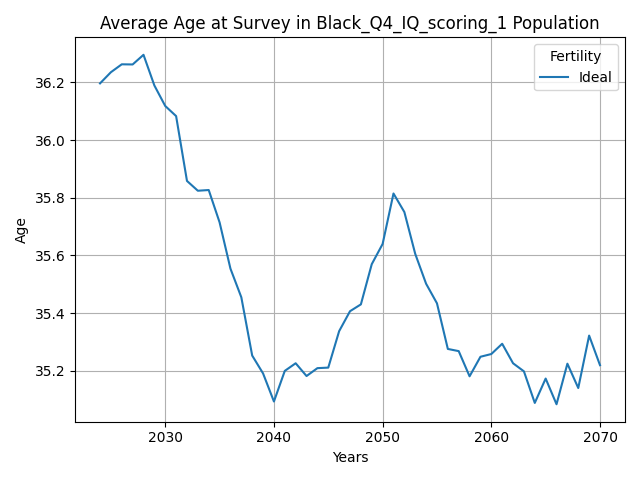 Average Age at Survey in Black_Q4_IQ_scoring_1 Population
Fertility
Ideal
Age
36.2
36.0
35.8
35.6
35.4
35.2
2030 2040 2050 2060 2070
Years